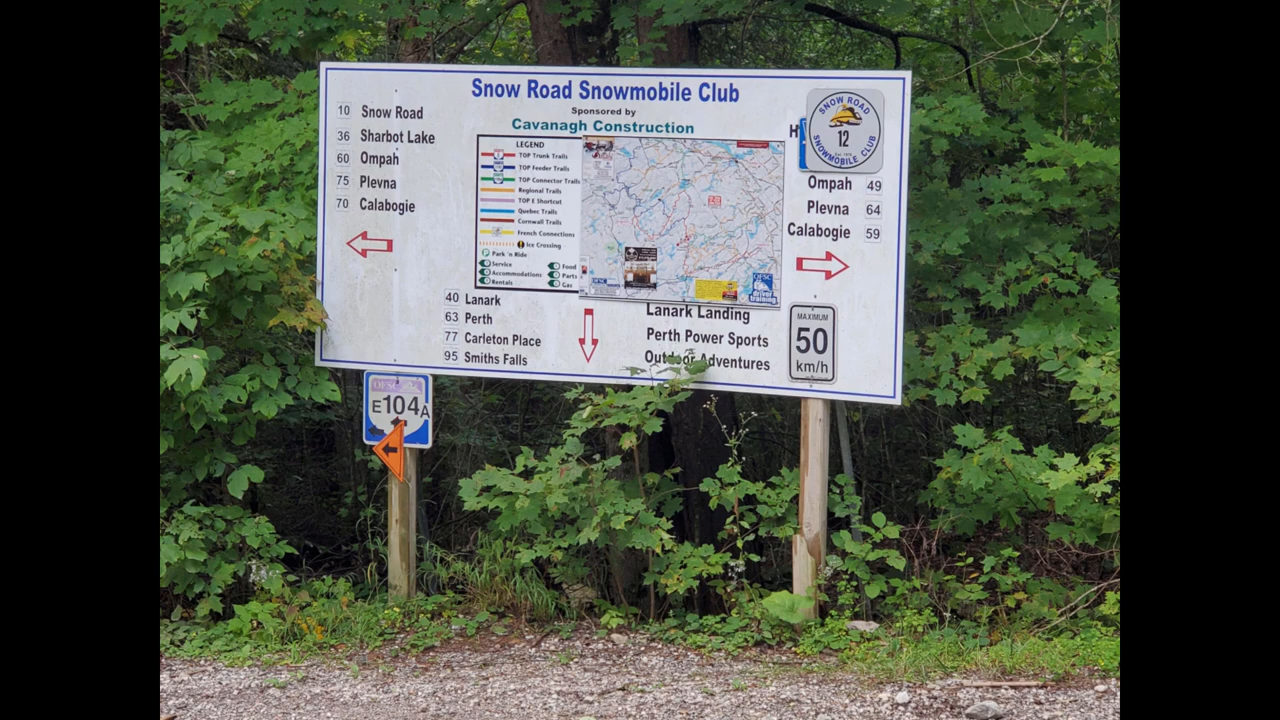 Snow Road Snowmobile Club
Sponsored by
Cavanagh Construction
10 Snow Road
36 Sharbot Lake
60 Ompah
75 Plevna
70 Calabogie
LEGEND
TOP Trunk Trails
TOP Feeder Trails
TOP Connector Trails
Regional Trails
TOP E Shortcut
Quebec Trails
Cornwall Trails
French Connections
Ice Crossing
P Park 'n Ride
Service
Accommodations
Rentals
Food
Parts
Gas
OFSC
driver
training
H
SNOW ROAD
12
SNOWMOBILE CLUB
Ompah 49
Plevna 64
Calabogie 59
40 Lanark
63 Perth
77 Carleton Place
95 Smiths Falls
Lanark Landing
Perth Power Sports
Outdoor Adventures
MAXIMUM
50
km/h
OFSC
E104A